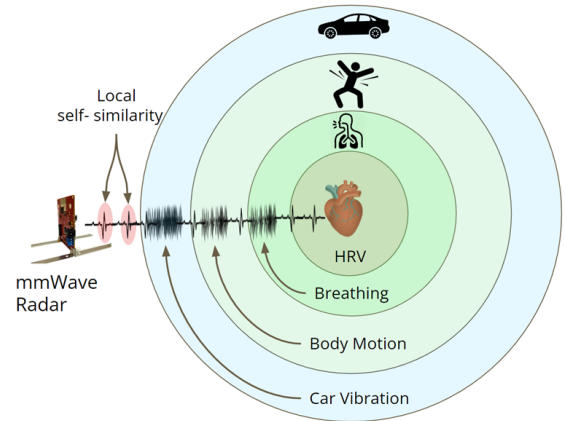 Local
self- similarity
mmWave
Radar
HRV
Breathing
Body Motion
Car Vibration